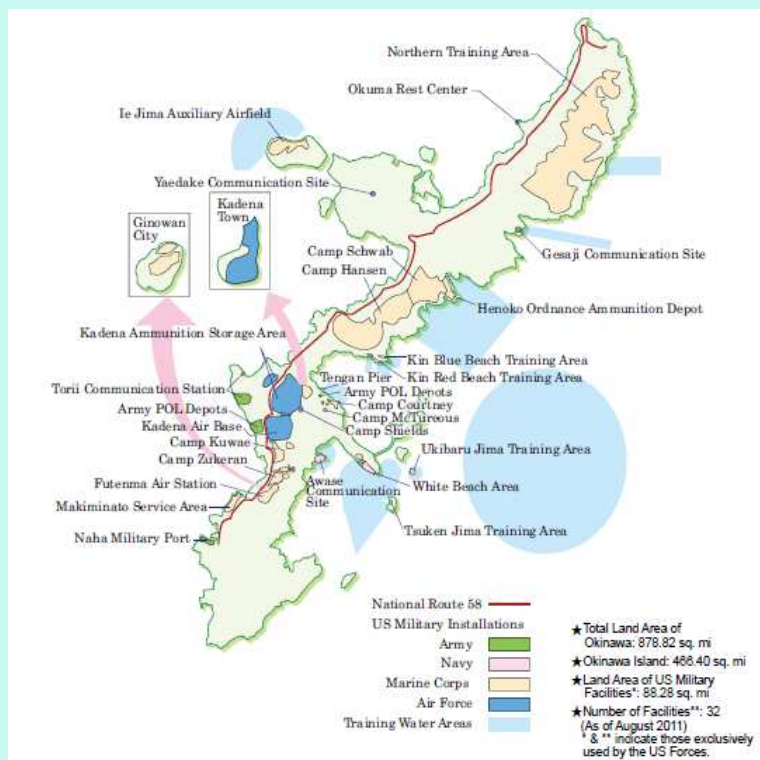 Northern Training Area
Okuma Rest Center
Ie Jima Auxiliary Airfield
Yaedake Communication Site
Kadena
Town
Ginowan
City
Gesaji Communication Site
Camp Schwab
Camp Hansen
Henoko Ordnance Ammunition Depot
Kadena Ammunition Storage Area
Kin Blue Beach Training Area
Tengan Pier
Kin Red Beach Training Area
Torii Communication Station
Army POL Depots
Camp Courtney
Army POL Depots
Camp McTureous
Kadena Air Base
Camp Shields
Camp Kuwae
Ukibaru Jima Training Area
Camp Zukeran
Futenma Air Station
Awase
Communication
Site
White Beach Area
Makiminato Service Area
Tsuken Jima Training Area
Naha Military Port
National Route 58
US Military Installations
Army
Navy
Marine Corps
Air Force
Training Water Areas
★Total Land Area of
Okinawa: 878.82 sq. mi
★Okinawa Island: 466.40 sq. mi
★Land Area of US Military
Facilities*: 88.28 sq. mi
★Number of Facilities**: 32
(As of August 2011)
* & ** indicate those exclusively
used by the US Forces.